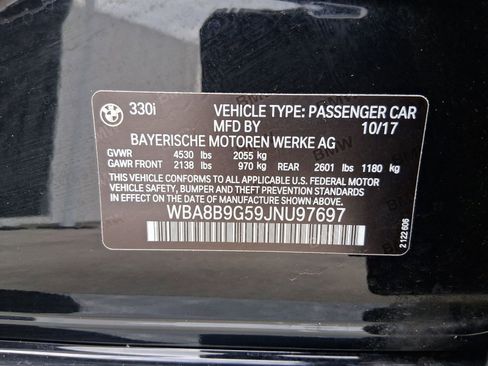 330i VEHICLE TYPE: PASSENGER CAR
MFD BY 10/17
BAYERISCHE MOTOREN WERKE AG
GVWR 4530 lbs 2055 kg
GAWR FRONT 2138 lbs 970 kg REAR 2601 lbs 1180 kg
THIS VEHICLE CONFORMS TO ALL APPLICABLE U.S. FEDERAL MOTOR
VEHICLE SAFETY, BUMPER AND THEFT PREVENTION STANDARDS
IN EFFECT ON THE DATE OF MANUFACTURE SHOWN ABOVE.
WBA8B9G59JNU97697
2 122 606